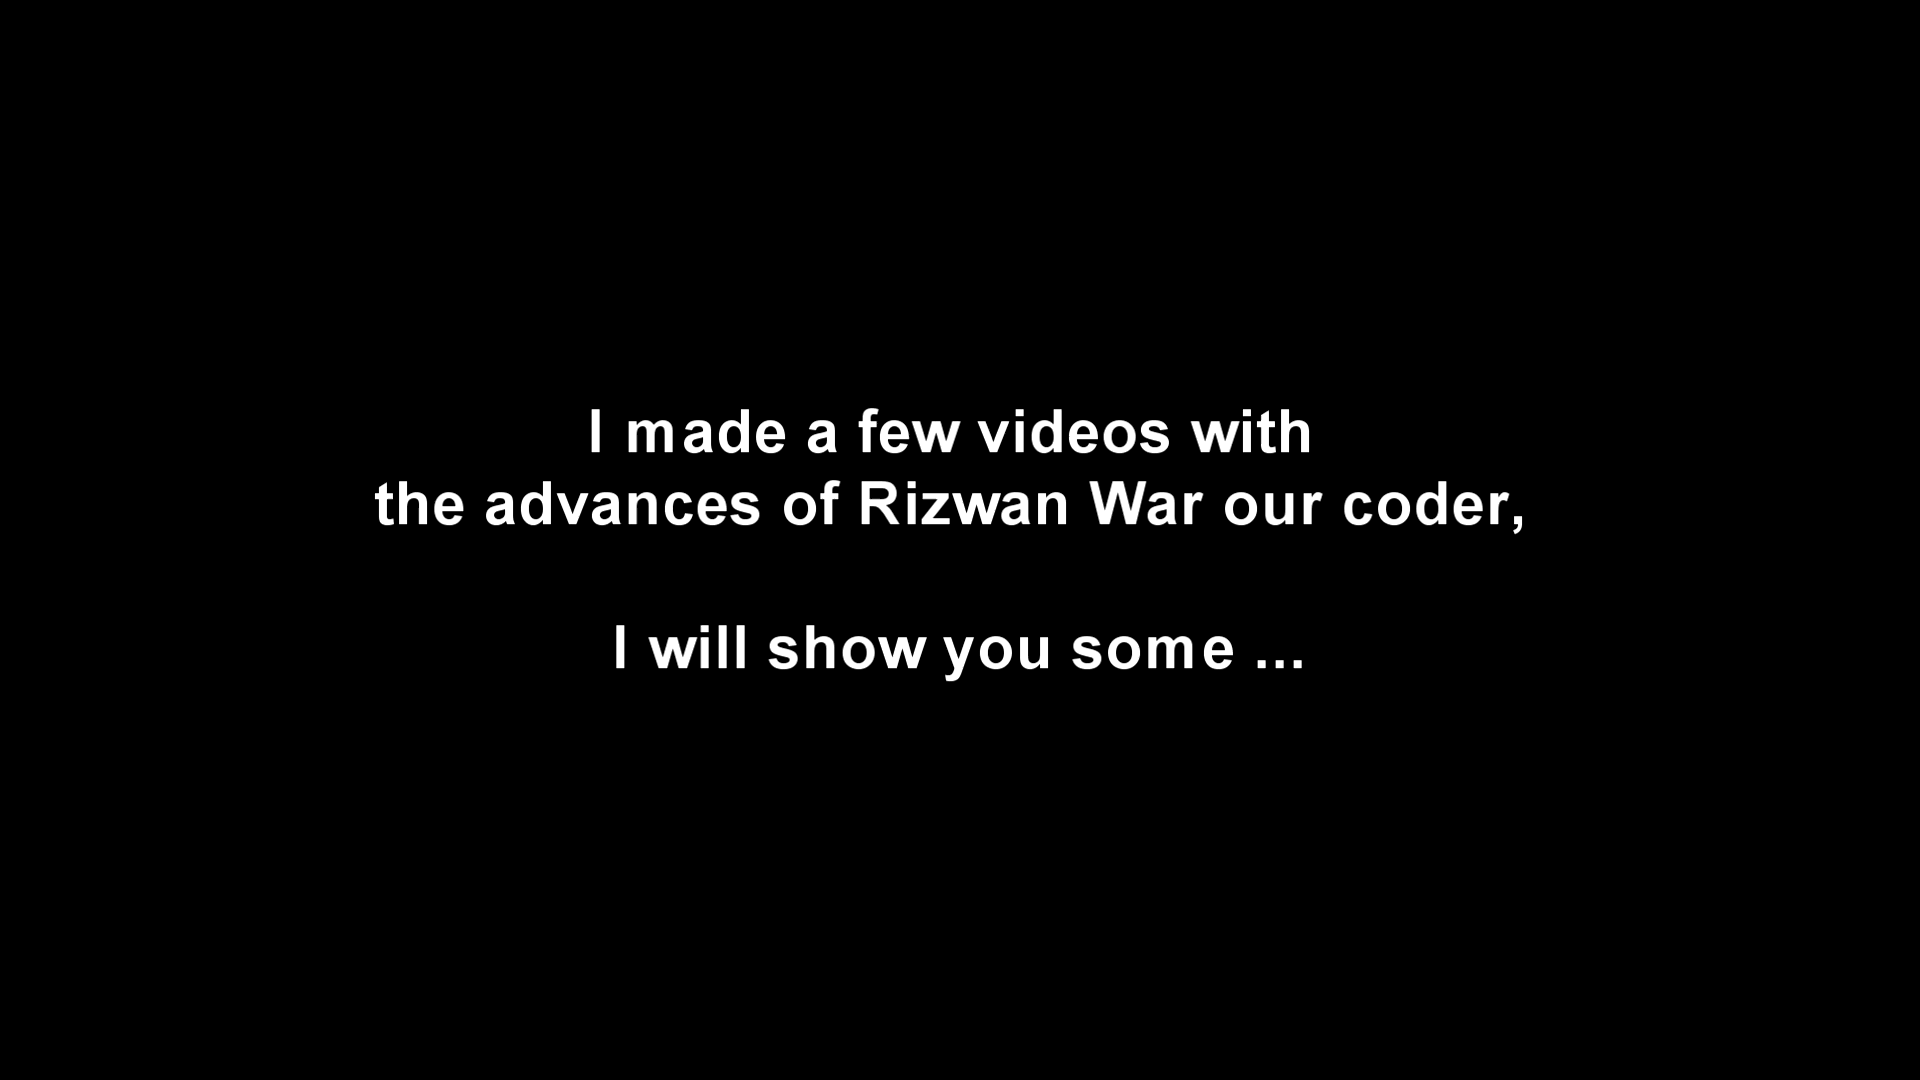 I made a few videos with
the advances of Rizwan War our coder,
I will show you some ...